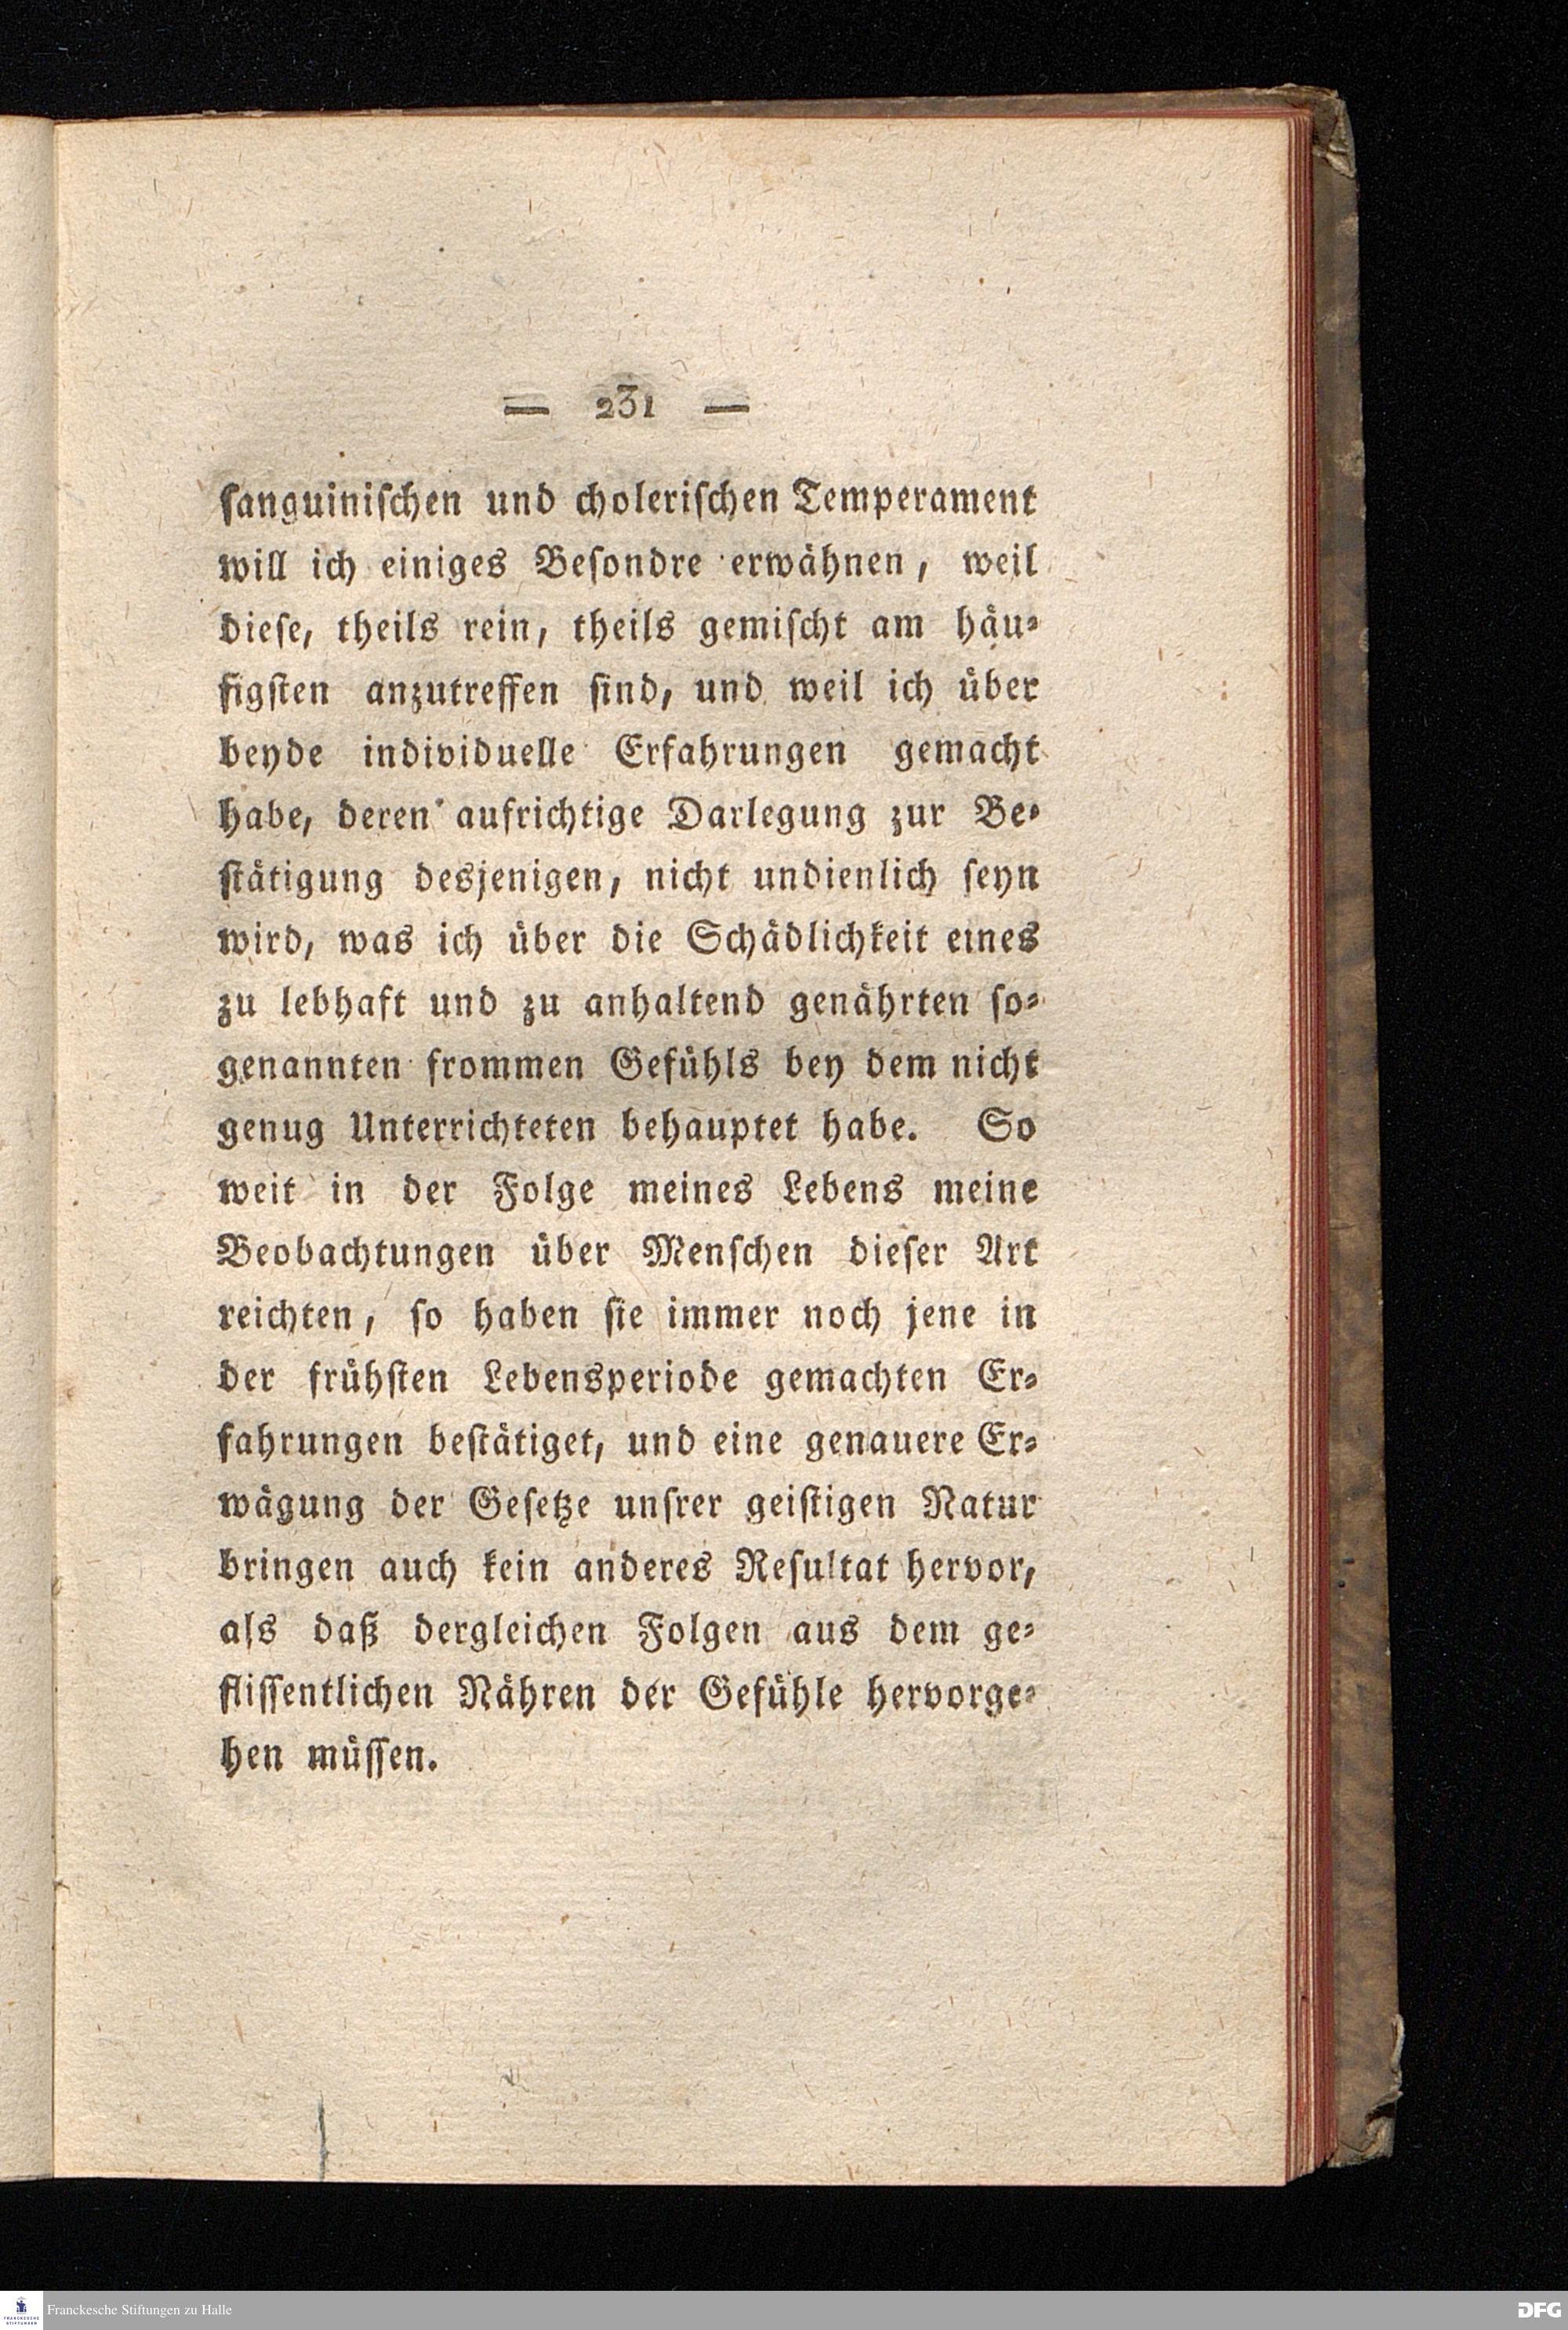 — 231 —
ſanguiniſchen und choleriſchen Temperament
will ich einiges Beſondre erwähnen, weil
dieſe, theils rein, theils gemiſcht am häu⸗
figſten anzutreffen ſind, und weil ich über
beyde individuelle Erfahrungen gemacht
habe, deren aufrichtige Darlegung zur Be⸗
ſtätigung desjenigen, nicht undienlich ſeyn
wird, was ich über die Schädlichkeit eines
zu lebhaft und zu anhaltend genährten ſo⸗
genannten frommen Gefühls bey dem nicht
genug Unterrichteten behauptet habe. So
weit in der Folge meines Lebens meine
Beobachtungen über Menſchen dieſer Art
reichten, ſo haben ſie immer noch jene in
der frühſten Lebensperiode gemachten Er⸗
fahrungen beſtätiget, und eine genauere Er⸗
wägung der Geſetze unſrer geiſtigen Natur
bringen auch kein anderes Reſultat hervor,
als daß dergleichen Folgen aus dem ge⸗
fliſſentlichen Nähren der Gefühle hervorge⸗
hen müſſen.
FRANCKESCHE
STIFTUNGEN
Franckesche Stiftungen zu Halle
DFG